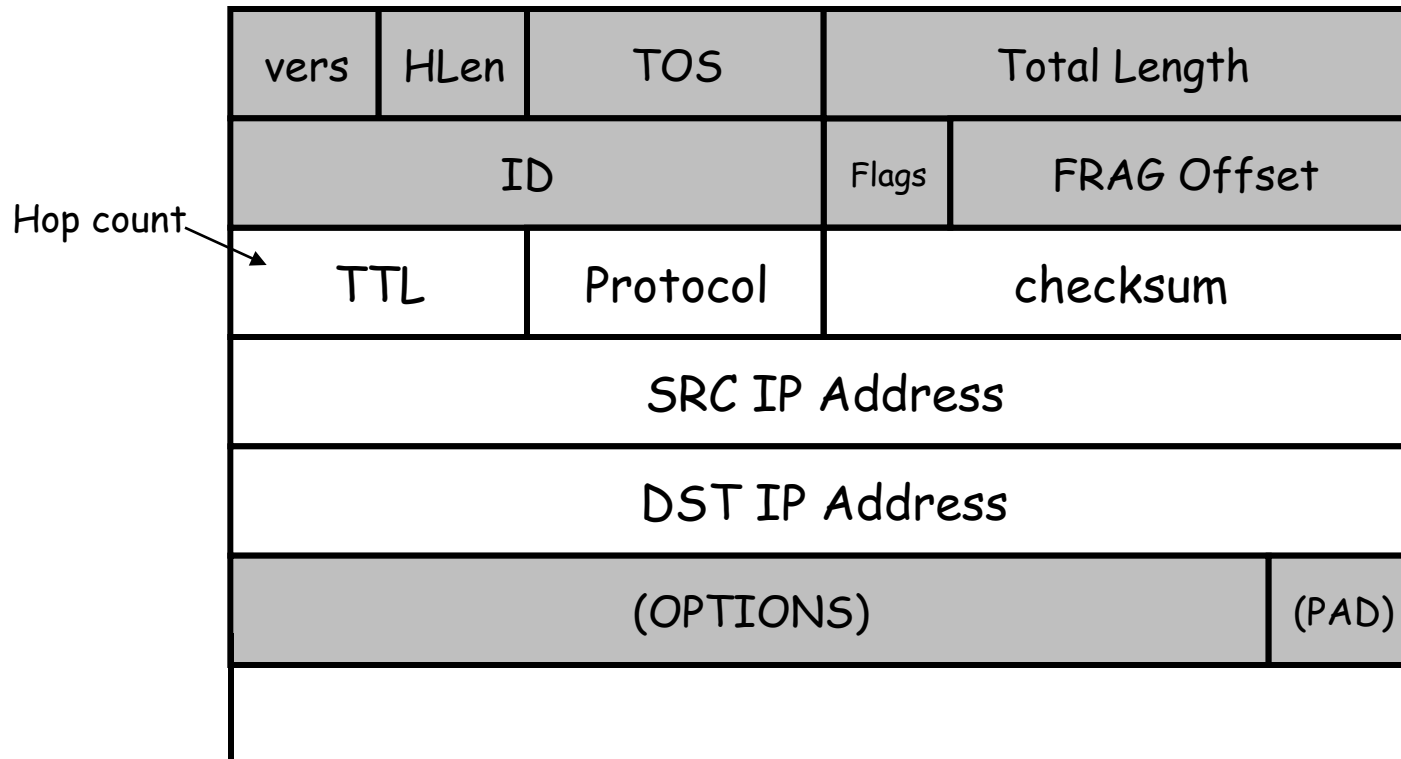 vers HLen TOS Total Length
ID Flags FRAG Offset
Hop count
TTL Protocol checksum
SRC IP Address
DST IP Address
(OPTIONS) (PAD)